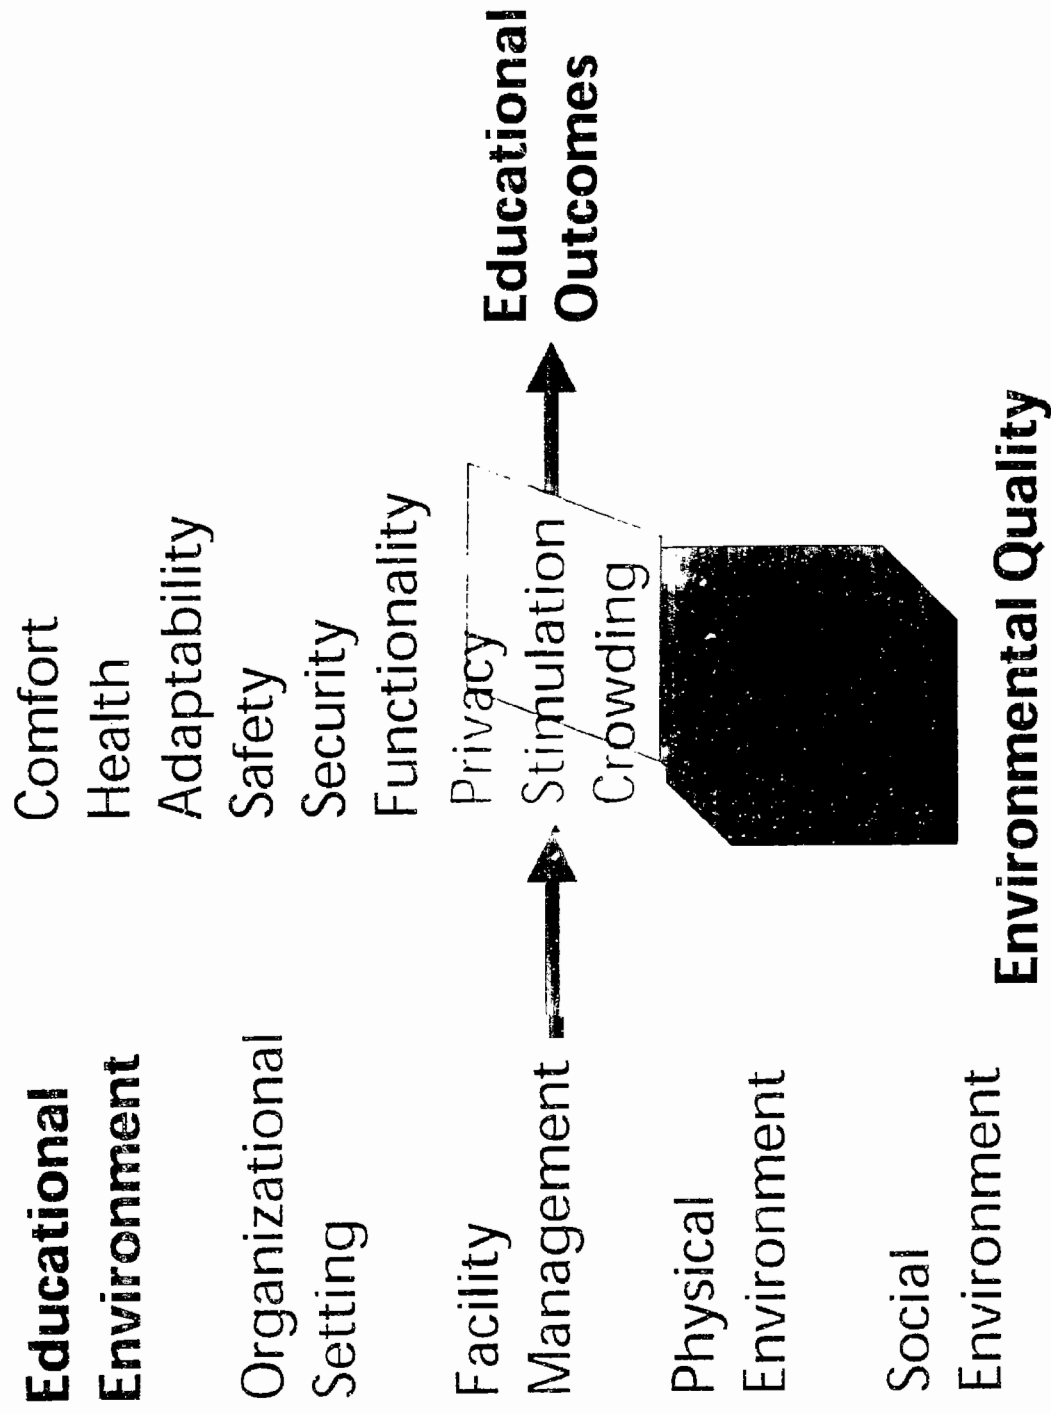 Educational
Environment
Organizational
Setting
Facility
Management
Physical
Environment
Social
Environment
Comfort
Health
Adaptability
Safety
Security
Functionality
Privacy
Stimulation
Crowding
Environmental Quality
Educational
Outcomes